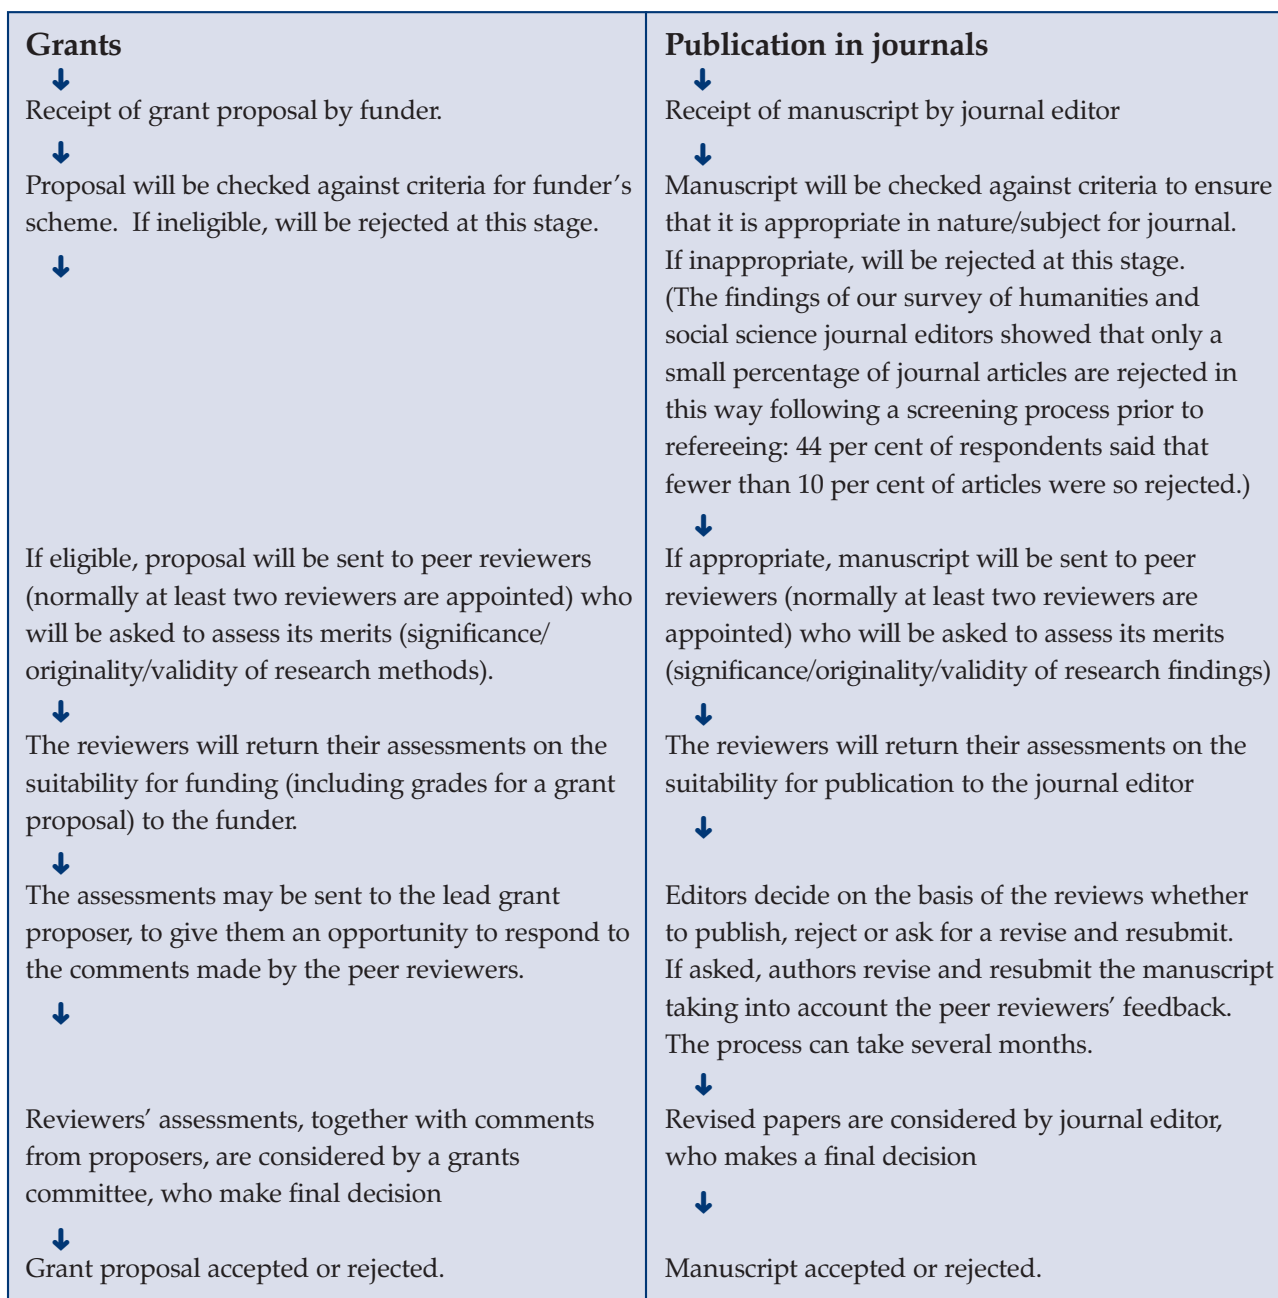 Grants
Receipt of grant proposal by funder.
Proposal will be checked against criteria for funder's
scheme.  If ineligible, will be rejected at this stage.
If eligible, proposal will be sent to peer reviewers
(normally at least two reviewers are appointed) who
will be asked to assess its merits (significance/
originality/validity of research methods).
The reviewers will return their assessments on the
suitability for funding (including grades for a grant
proposal) to the funder.
The assessments may be sent to the lead grant
proposer, to give them an opportunity to respond to
the comments made by the peer reviewers.
Reviewers' assessments, together with comments
from proposers, are considered by a grants
committee, who make final decision
Grant proposal accepted or rejected.
Publication in journals
Receipt of manuscript by journal editor
Manuscript will be checked against criteria to ensure
that it is appropriate in nature/subject for journal.
If inappropriate, will be rejected at this stage.
(The findings of our survey of humanities and
social science journal editors showed that only a
small percentage of journal articles are rejected in
this way following a screening process prior to
refereeing: 44 per cent of respondents said that
fewer than 10 per cent of articles were so rejected.)
If appropriate, manuscript will be sent to peer
reviewers (normally at least two reviewers are
appointed) who will be asked to assess its merits
(significance/originality/validity of research findings)
The reviewers will return their assessments on the
suitability for publication to the journal editor
Editors decide on the basis of the reviews whether
to publish, reject or ask for a revise and resubmit.
If asked, authors revise and resubmit the manuscript
taking into account the peer reviewers' feedback.
The process can take several months.
Revised papers are considered by journal editor,
who makes a final decision
Manuscript accepted or rejected.